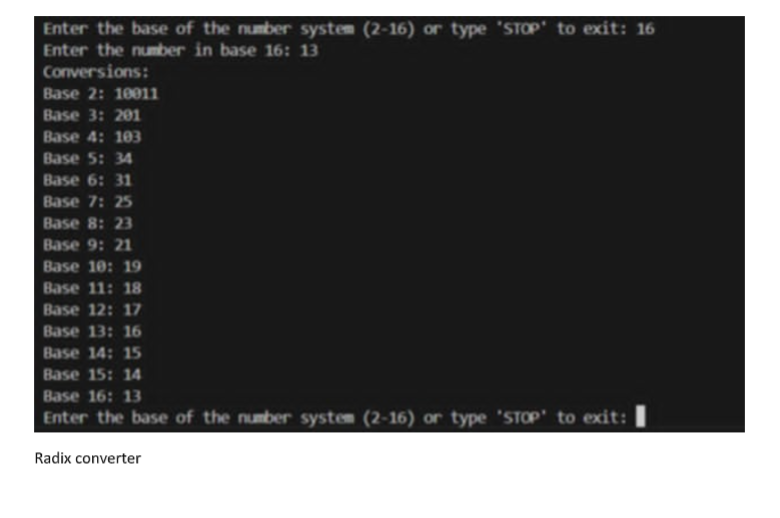 Enter the base of the number system (2-16) or type 'STOP' to exit: 16
Enter the number in base 16: 13
Conversions:
Base 2: 10011
Base 3: 201
Base 4: 103
Base 5: 34
Base 6: 31
Base 7: 25
Base 8: 23
Base 9: 21
Base 10: 19
Base 11: 18
Base 12: 17
Base 13: 16
Base 14: 15
Base 15: 14
Base 16: 13
Enter the base of the number system (2-16) or type 'STOP' to exit:
Radix converter